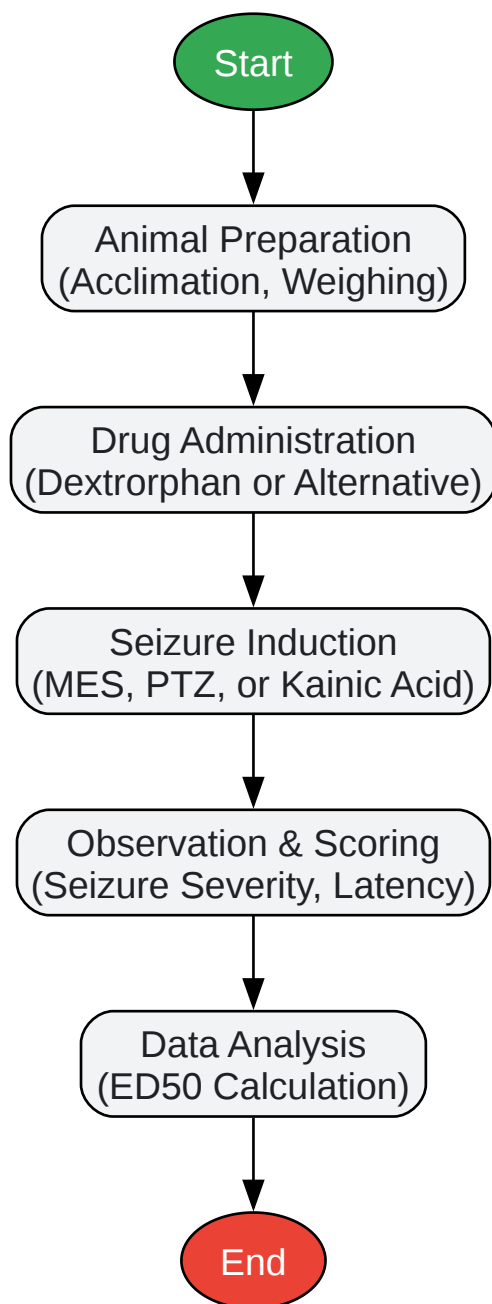 Start
Animal Preparation
(Acclimation, Weighing)
Drug Administration
(Dextrorphan or Alternative)
Seizure Induction
(MES, PTZ, or Kainic Acid)
Observation & Scoring
(Seizure Severity, Latency)
Data Analysis
(ED50 Calculation)
End